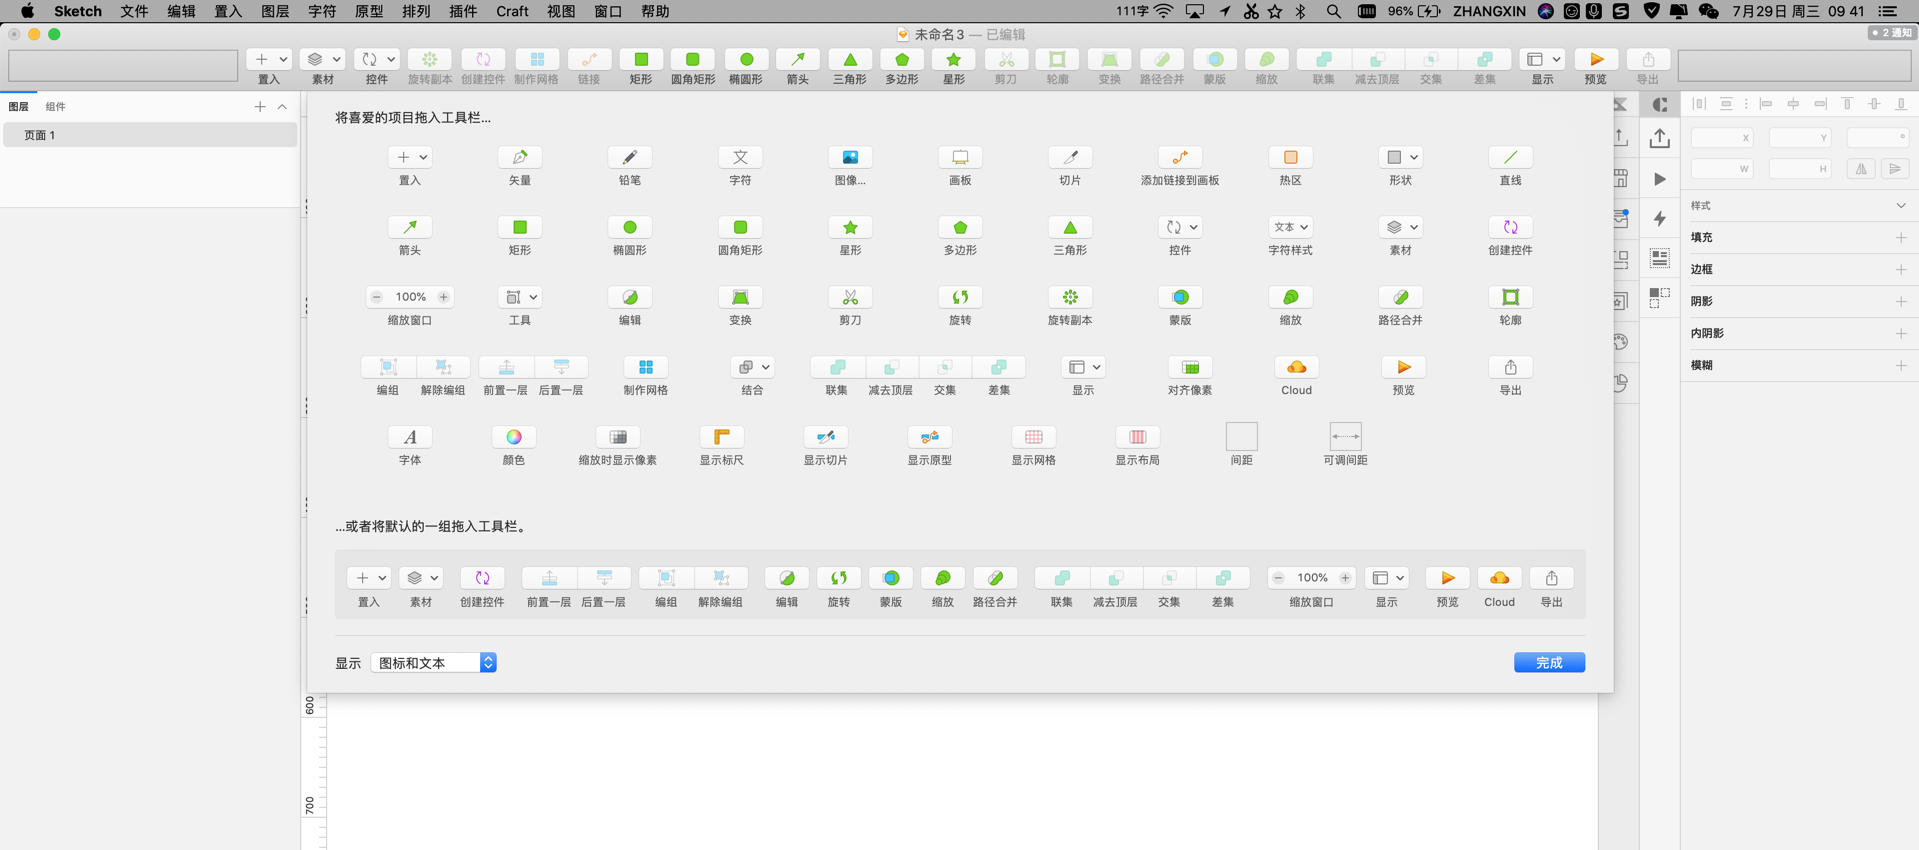 Sketch 文件 编辑 置入 图层 字符 原型 排列 插件 Craft 视图 窗口 帮助 111字 96% ZHANGXIN 7月29日 周三 09 41
未命名 3 — 已编辑
2 通知
置入 素材 控件 旋转副本 创建控件 制作网格 链接 矩形 圆角矩形 椭圆形 箭头 三角形 多边形 星形 剪刀 轮廓 变换 路径合并 蒙版 缩放 联集 减去顶层 交集 差集 显示 预览 导出
图层 组件
页面 1
将喜爱的项目拖入工具栏...
置入 矢量 铅笔 字符 图像... 画板 切片 添加链接到画板 热区 形状 直线
文本
箭头 矩形 椭圆形 圆角矩形 星形 多边形 三角形 控件 字符样式 素材 创建控件
100%
缩放窗口 工具 编辑 变换 剪刀 旋转 旋转副本 蒙版 缩放 路径合并 轮廓
编组 解除编组 前置一层 后置一层 制作网格 结合 联集 减去顶层 交集 差集 显示 对齐像素 Cloud 预览 导出
字体 颜色 缩放时显示像素 显示标尺 显示切片 显示原型 显示网格 显示布局 间距 可调间距
...或者将默认的一组拖入工具栏。
100%
置入 素材 创建控件 前置一层 后置一层 编组 解除编组 编辑 旋转 蒙版 缩放 路径合并 联集 减去顶层 交集 差集 缩放窗口 显示 预览 Cloud 导出
显示 图标和文本 完成
600
700
X Y °
W H
样式
填充
边框
阴影
内阴影
模糊